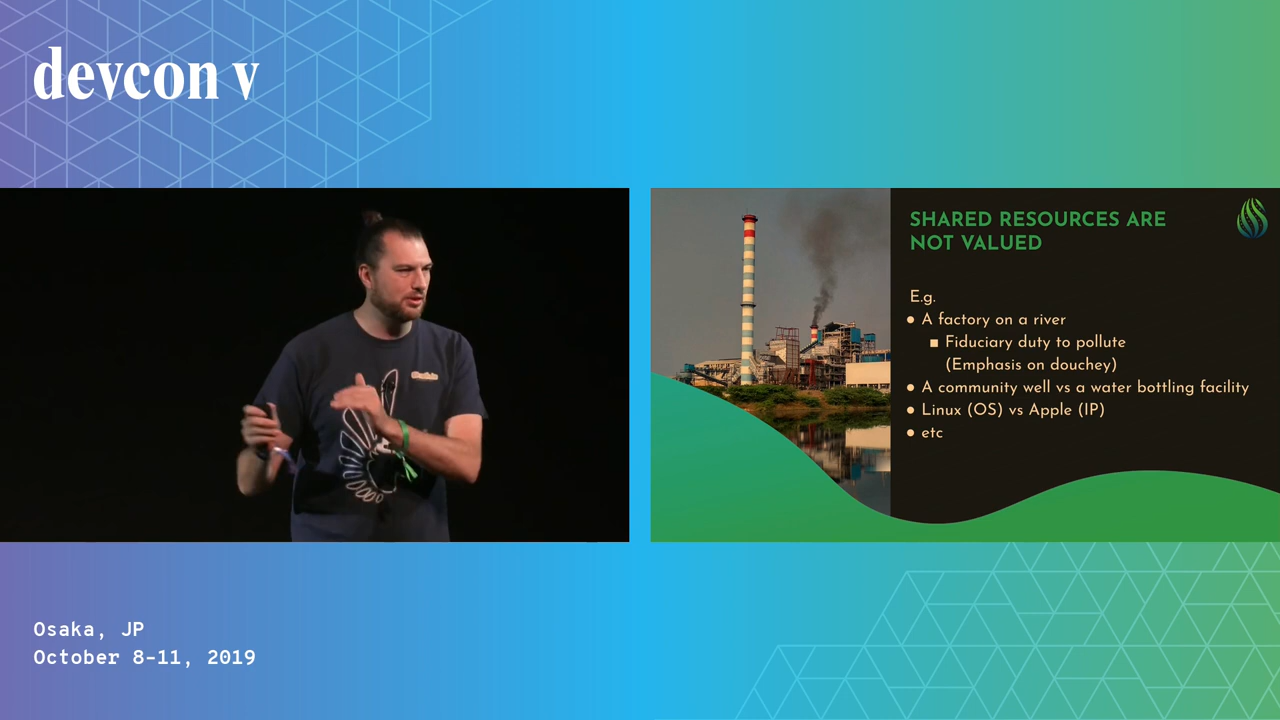 devcon v
SHARED RESOURCES ARE
NOT VALUED
E.g.
● A factory on a river
■ Fiduciary duty to pollute
(Emphasis on douchey)
● A community well vs a water bottling facility
● Linux (OS) vs Apple (IP)
● etc
Osaka, JP
October 8-11, 2019